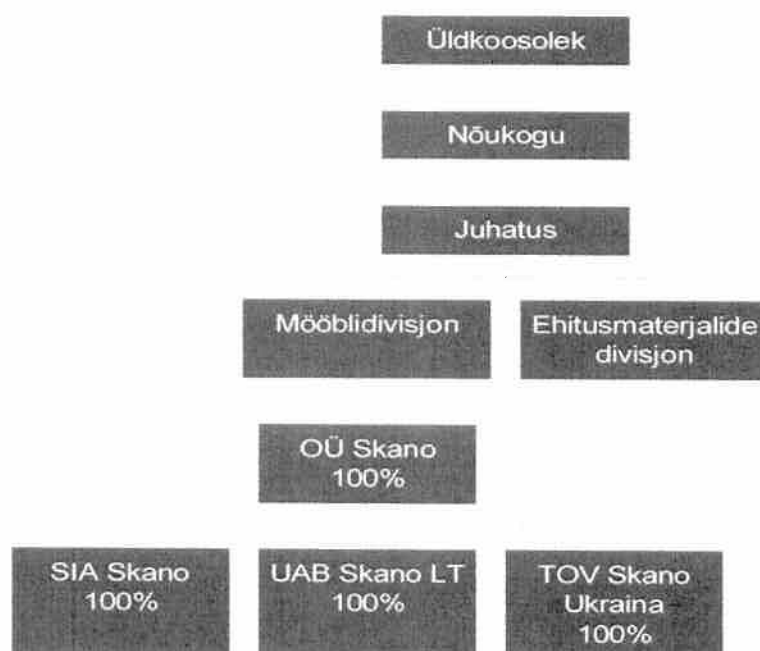 Üldkoosolek
Nõukogu
Juhatus
Mööblidivisjon
Ehitusmaterjalide
divisjon
OÜ Skano
100%
SIA Skano
100%
UAB Skano LT
100%
TOV Skano
Ukraina
100%